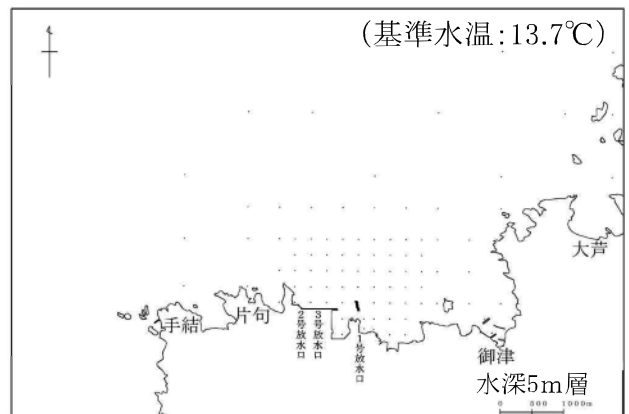 (基準水温:13.7℃)
大芦
手結
片句
2号放水口
3号放水口
1号放水口
御津
水深5m層
0 500 1000m